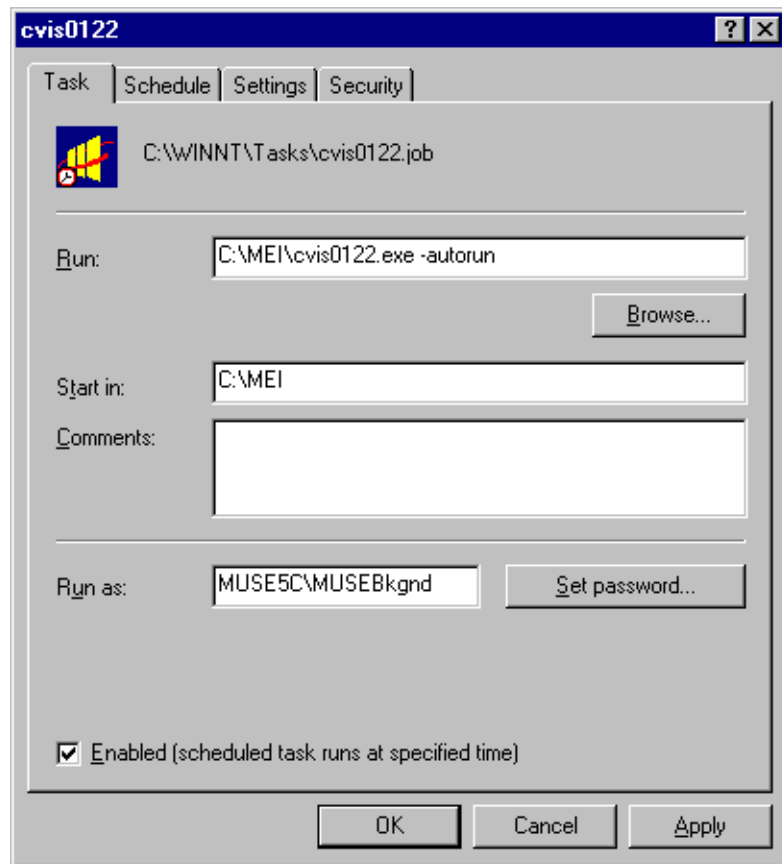 cvis0122
Task Schedule Settings Security
C:\WINNT\Tasks\cvis0122.job
Run: C:\MEI\cvis0122.exe -autorun
Browse...
Start in: C:\MEI
Comments:
Run as: MUSE5C\MUSEBkgnd Set password...
Enabled (scheduled task runs at specified time)
OK Cancel Apply